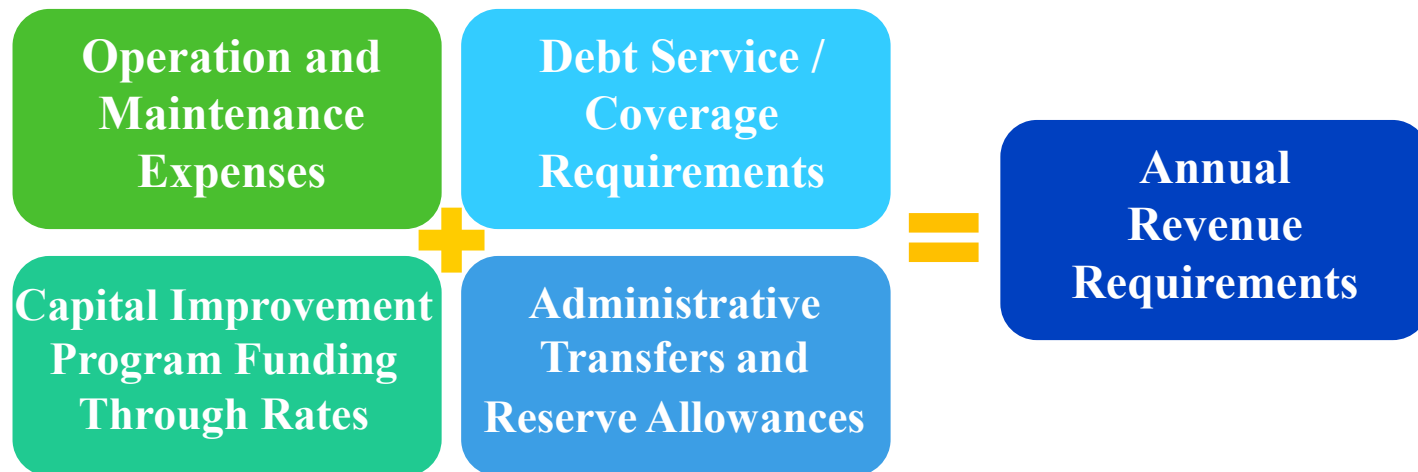 Operation and
Maintenance
Expenses
Debt Service /
Coverage
Requirements
Capital Improvement
Program Funding
Through Rates
Administrative
Transfers and
Reserve Allowances
Annual
Revenue
Requirements